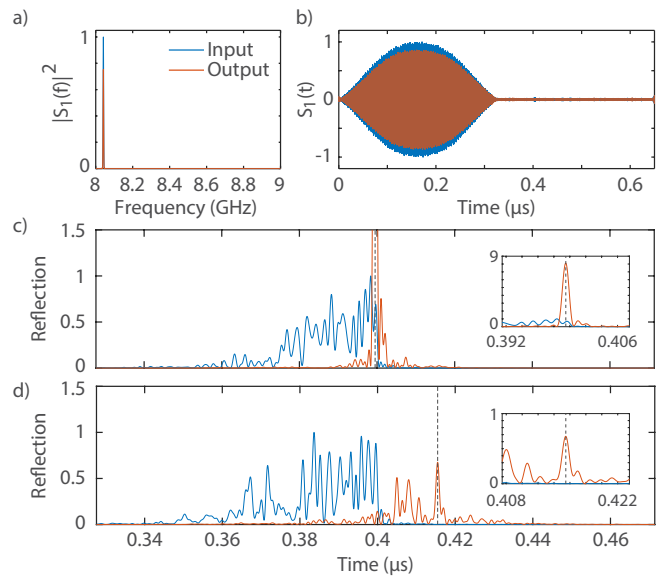 a)
|S₁(f)|²
1
0
8 8.2 8.4 8.6 8.8 9
Frequency (GHz)
Input
Output
b)
S₁(t)
1
0
-1
0 0.2 0.4 0.6
Time (μs)
c)
Reflection
1.5
1
0.5
0
9
0
0.392 0.406
d)
Reflection
1.5
1
0.5
0
1
0
0.408 0.422
0.34 0.36 0.38 0.4 0.42 0.44 0.46
Time (μs)